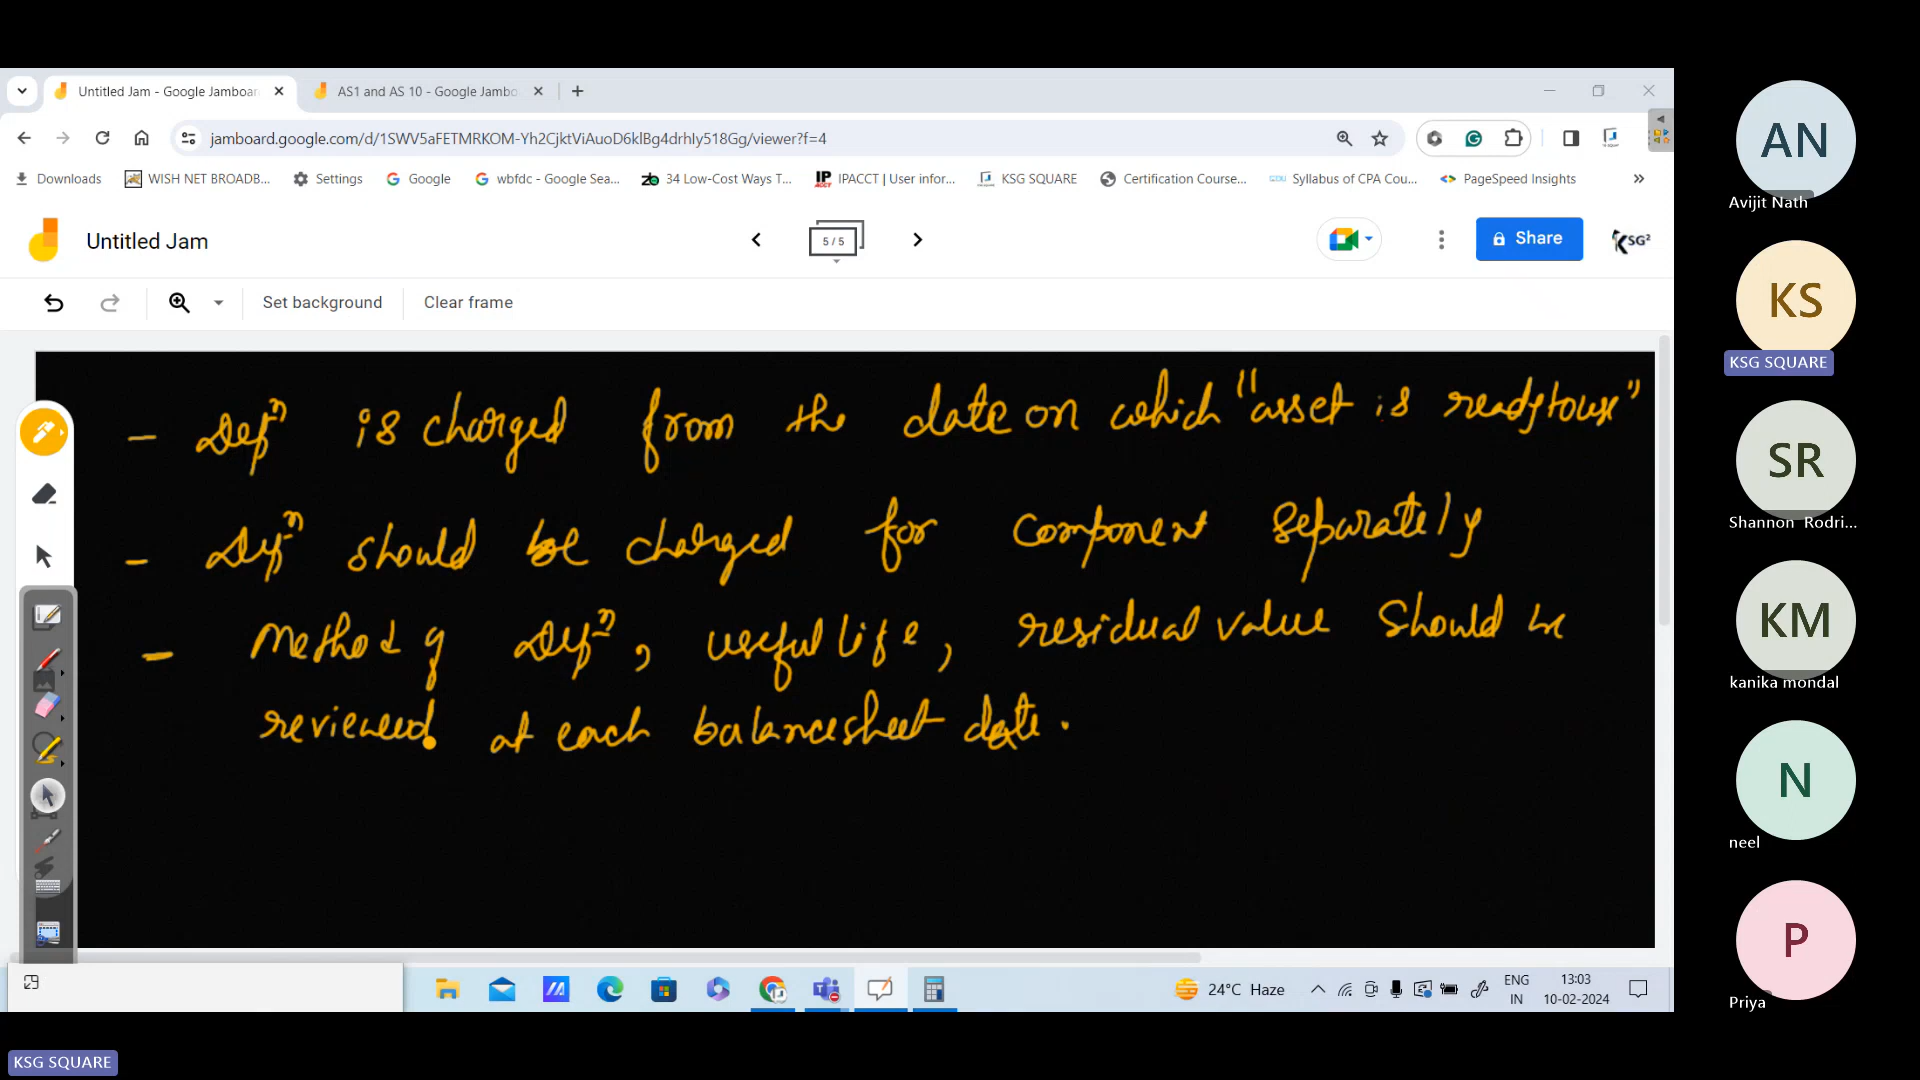 Untitled Jam - Google Jamboar
AS1 and AS 10 - Google Jambo
jamboard.google.com/d/1SWV5aFETMRKOM-Yh2CjktViAuoD6klBg4drhIy518Gg/viewer?f=4
Downloads WISH NET BROADB... Settings Google wbfdc - Google Sea... 34 Low-Cost Ways T... IPACCT | User infor... KSG SQUARE Certification Course... Syllabus of CPA Cou... PageSpeed Insights
Untitled Jam
5 / 5
Share
KSG²
Set background Clear frame
- Depⁿ is charged from the date on which "asset is ready to use"
- Depⁿ should be charged for component separately
- Method of Depⁿ, useful life, residual value should be
reviewed. at each balancesheet date.
24°C Haze
ENG
IN
13:03
10-02-2024
AN
Avijit Nath
KS
KSG SQUARE
SR
Shannon Rodri...
KM
kanika mondal
N
neel
P
Priya
KSG SQUARE